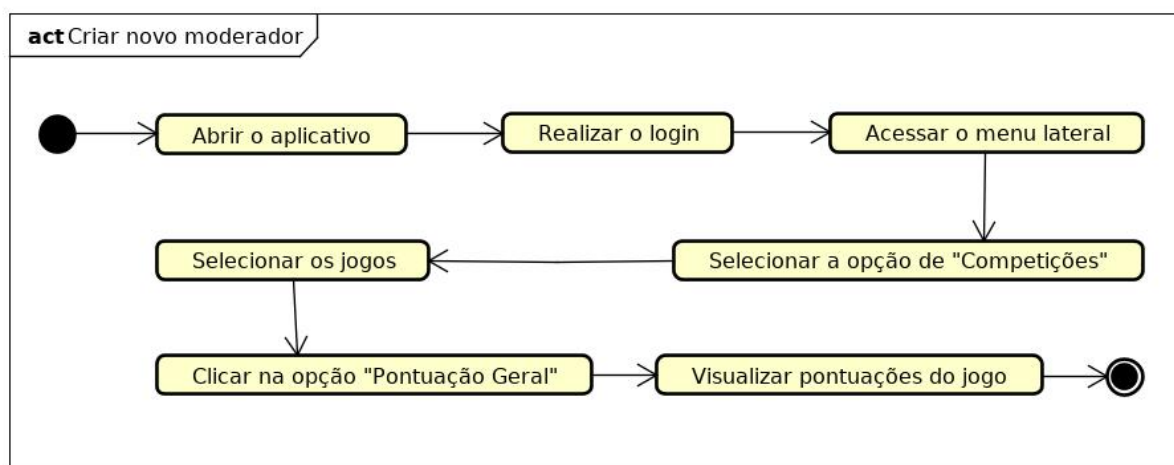 act Criar novo moderador
Abrir o aplicativo
Realizar o login
Acessar o menu lateral
Selecionar a opção de "Competições"
Selecionar os jogos
Clicar na opção "Pontuação Geral"
Visualizar pontuações do jogo